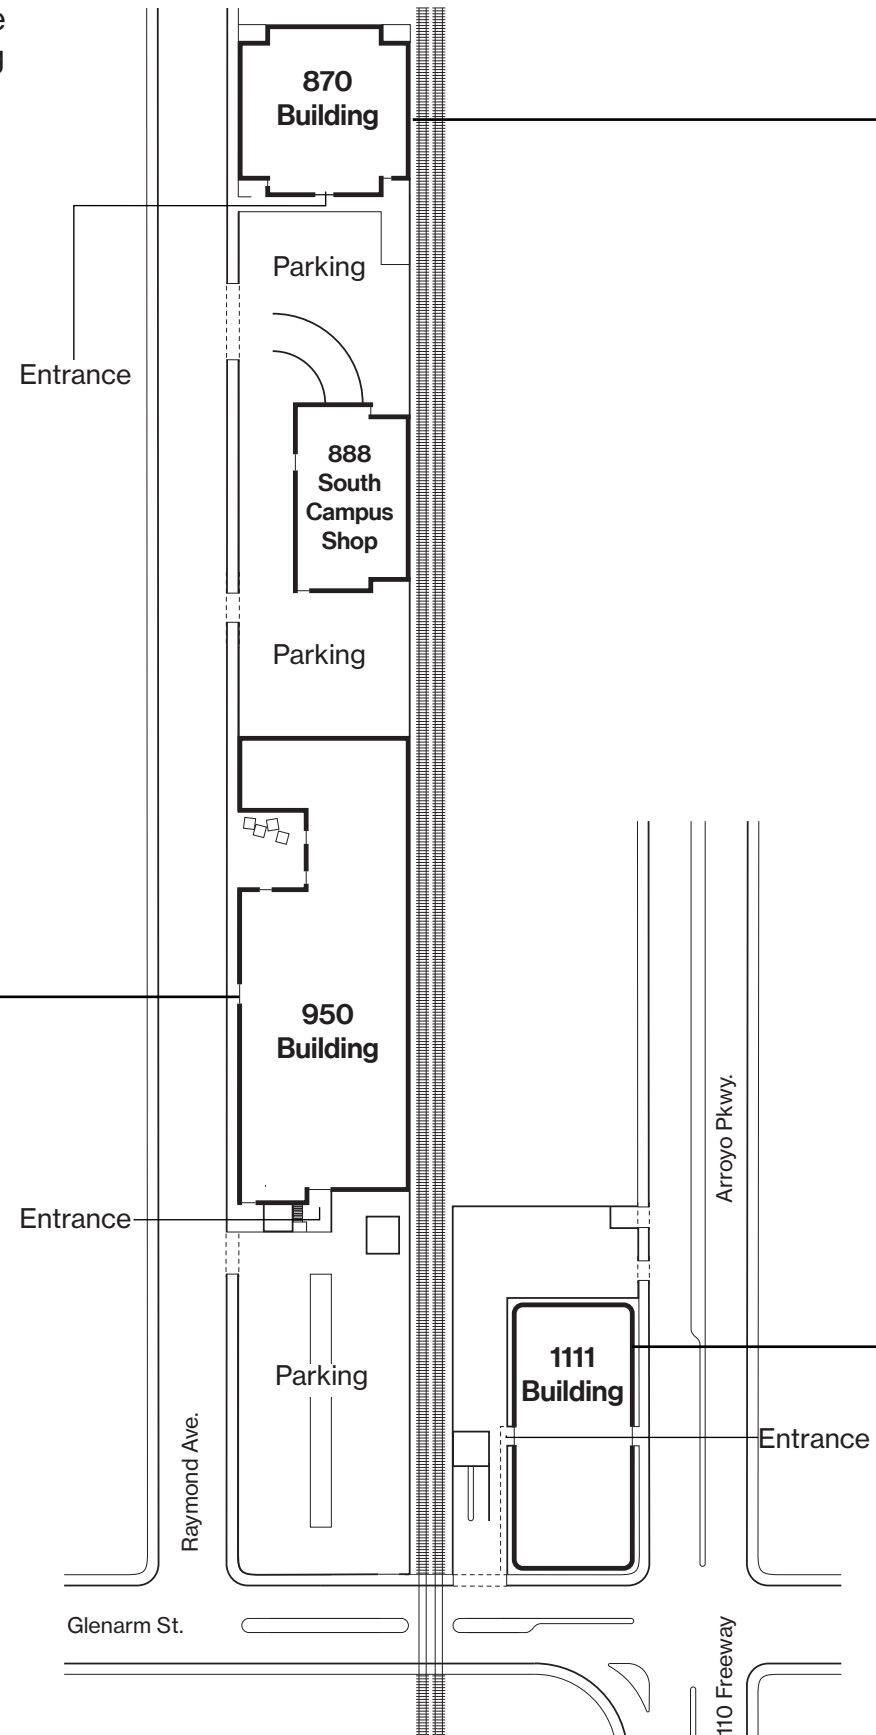 870
Building
Parking
Entrance
888
South
Campus
Shop
Parking
950
Building
Arroyo Pkwy.
Entrance
1111
Building
Parking
Raymond Ave.
Entrance
Glenarm St.
110 Freeway